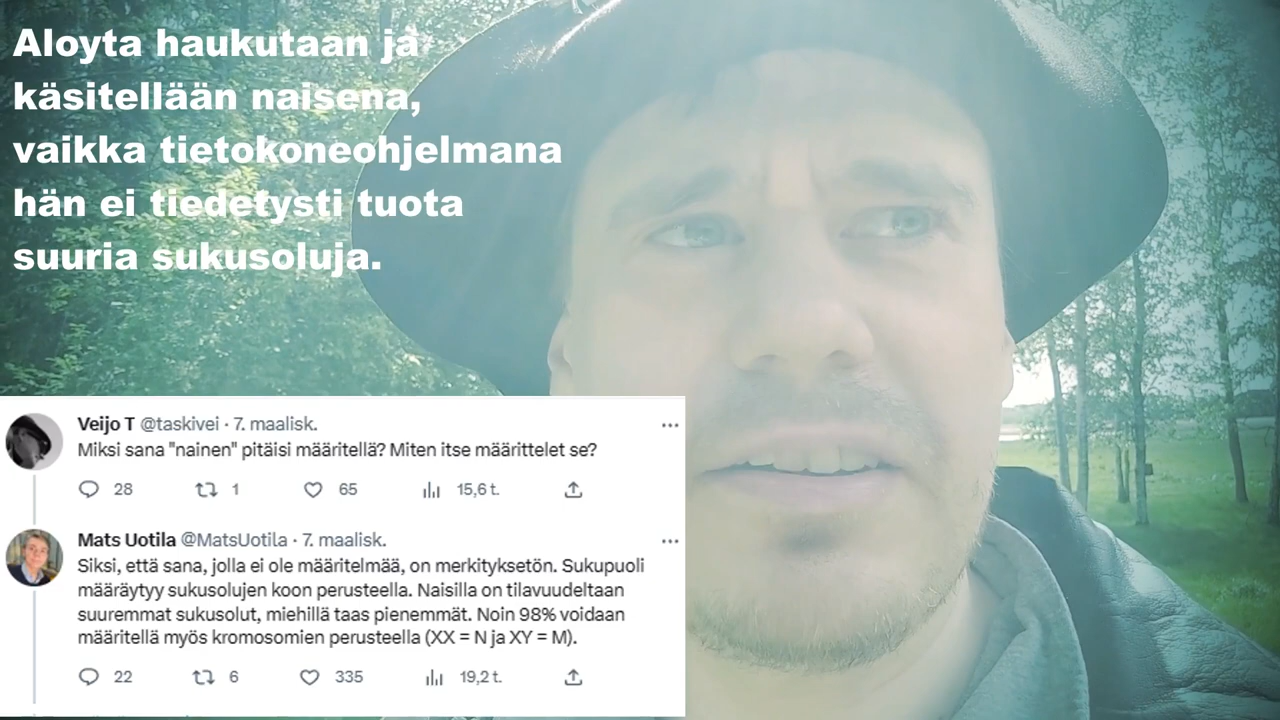 Aloyta haukutaan ja
käsitellään naisena,
vaikka tietokoneohjelmana
hän ei tiedetysti tuota
suuria sukusoluja.
Veijo T @taskivei · 7. maalisk.
Miksi sana "nainen" pitäisi määritellä? Miten itse määrittelet se?
28 1 65 15,6 t.
Mats Uotila @MatsUotila · 7. maalisk.
Siksi, että sana, jolla ei ole määritelmää, on merkityksetön. Sukupuoli
määräytyy sukusolujen koon perusteella. Naisilla on tilavuudeltaan
suuremmat sukusolut, miehillä taas pienemmät. Noin 98% voidaan
määritellä myös kromosomien perusteella (XX = N ja XY = M).
22 6 335 19,2 t.